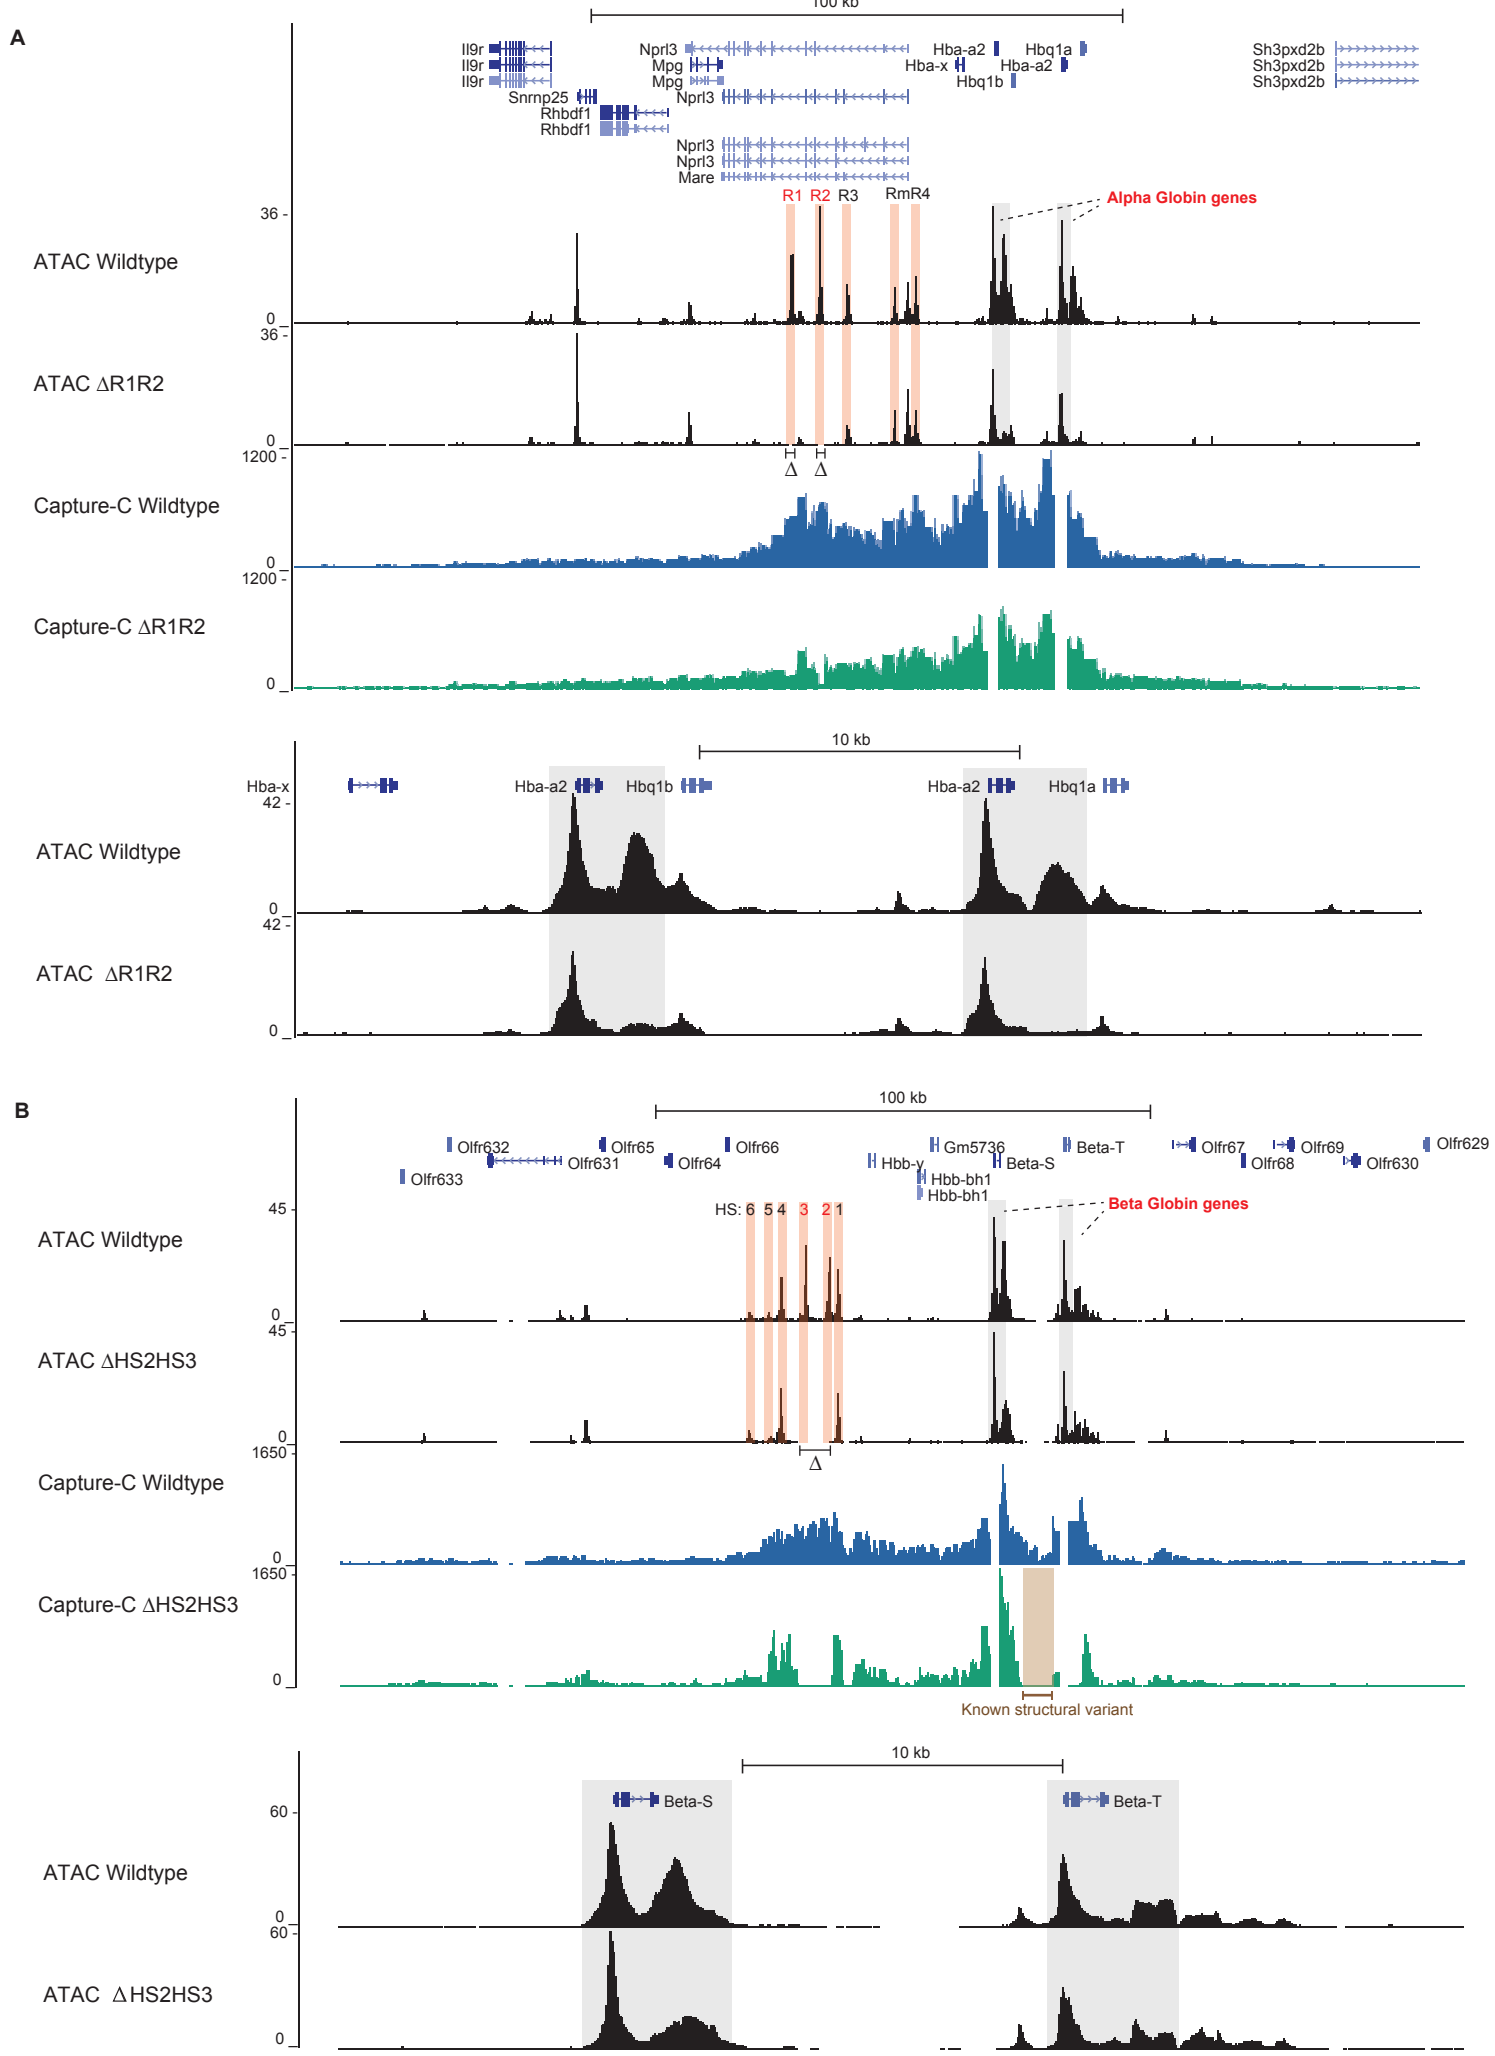 100 kb
A
Il9r Nprl3 Hba-a2 Hbq1a Sh3pxd2b
Il9r Mpg Hba-x Hba-a2 Sh3pxd2b
Il9r Mpg Hbq1b Sh3pxd2b
Snrnp25 Nprl3
Rhbdf1
Rhbdf1
Nprl3
Nprl3
Mare
R1 R2 R3 Rm R4 Alpha Globin genes
36
ATAC Wildtype
0
36
ATAC ΔR1R2
0
Δ Δ
1200
Capture-C Wildtype
0
1200
Capture-C ΔR1R2
0
10 kb
Hba-x Hba-a2 Hbq1b Hba-a2 Hbq1a
42
ATAC Wildtype
0
42
ATAC ΔR1R2
0
B
100 kb
Olfr632 Olfr65 Olfr66 Gm5736 Beta-T Olfr67 Olfr69 Olfr629
Olfr631 Olfr64 Hbb-y Beta-S Olfr68 Olfr630
Olfr633 Hbb-bh1
Hbb-bh1
HS: 6 5 4 3 2 1 Beta Globin genes
45
ATAC Wildtype
0
45
ATAC ΔHS2HS3
0
Δ
1650
Capture-C Wildtype
0
1650
Capture-C ΔHS2HS3
0
Known structural variant
10 kb
Beta-S Beta-T
60
ATAC Wildtype
0
60
ATAC ΔHS2HS3
0